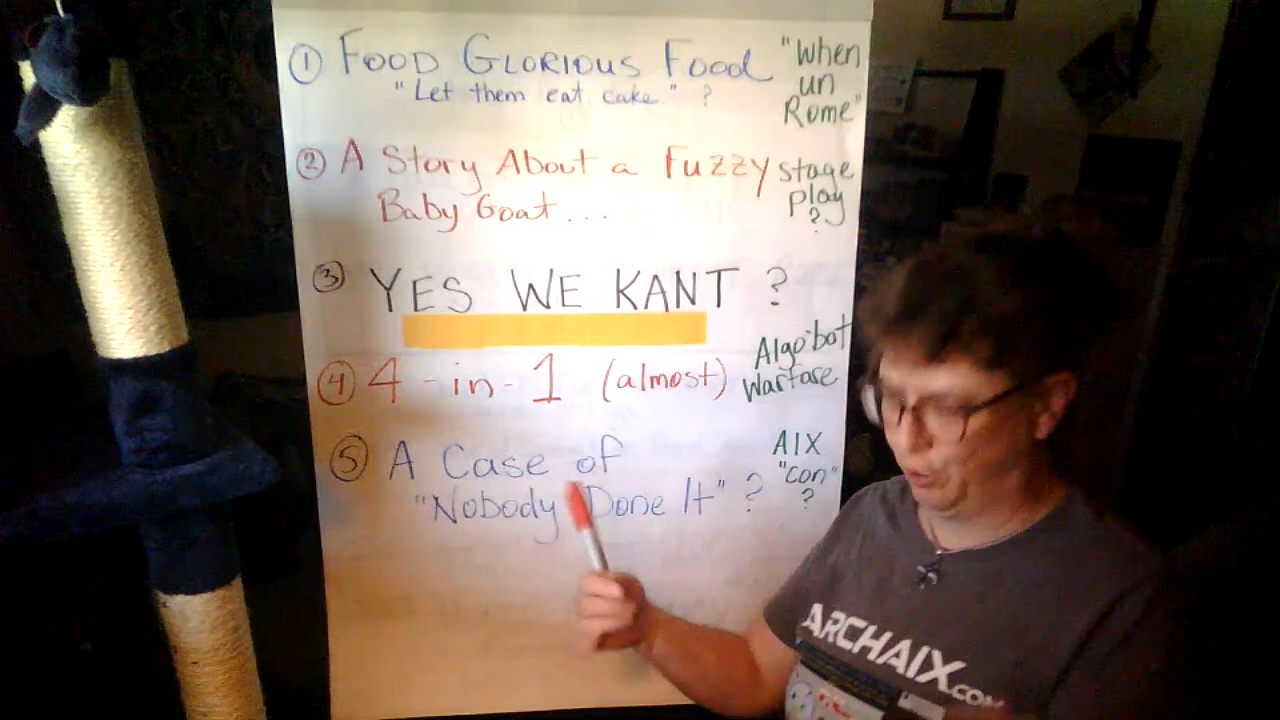 ① FOOD GLORIOUS FOOD
"Let them eat cake" ?
"When
un
Rome"
② A Story About a Fuzzy
Baby Goat...
stage
play
?
③ YES WE KANT ?
④ 4-in-1 (almost)
Algo'bot
Warfare
⑤ A Case of
"Nobody Done It" ?
AIX
"con"
?
ARCHAIX.COM